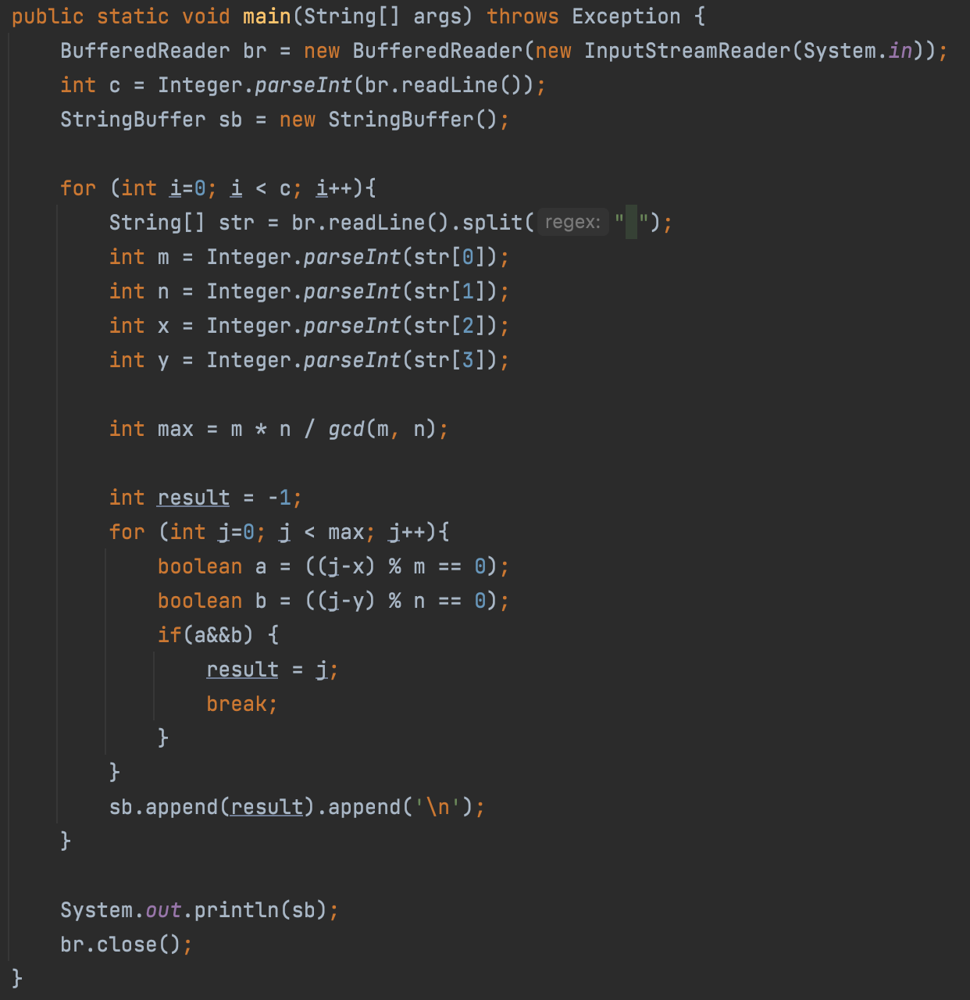 public static void main(String[] args) throws Exception {
    BufferedReader br = new BufferedReader(new InputStreamReader(System.in));
    int c = Integer.parseInt(br.readLine());
    StringBuffer sb = new StringBuffer();

    for (int i=0; i < c; i++){
        String[] str = br.readLine().split( regex: " ");
        int m = Integer.parseInt(str[0]);
        int n = Integer.parseInt(str[1]);
        int x = Integer.parseInt(str[2]);
        int y = Integer.parseInt(str[3]);

        int max = m * n / gcd(m, n);

        int result = -1;
        for (int j=0; j < max; j++){
            boolean a = ((j-x) % m == 0);
            boolean b = ((j-y) % n == 0);
            if(a&&b) {
                result = j;
                break;
            }
        }
        sb.append(result).append('\n');
    }

    System.out.println(sb);
    br.close();
}